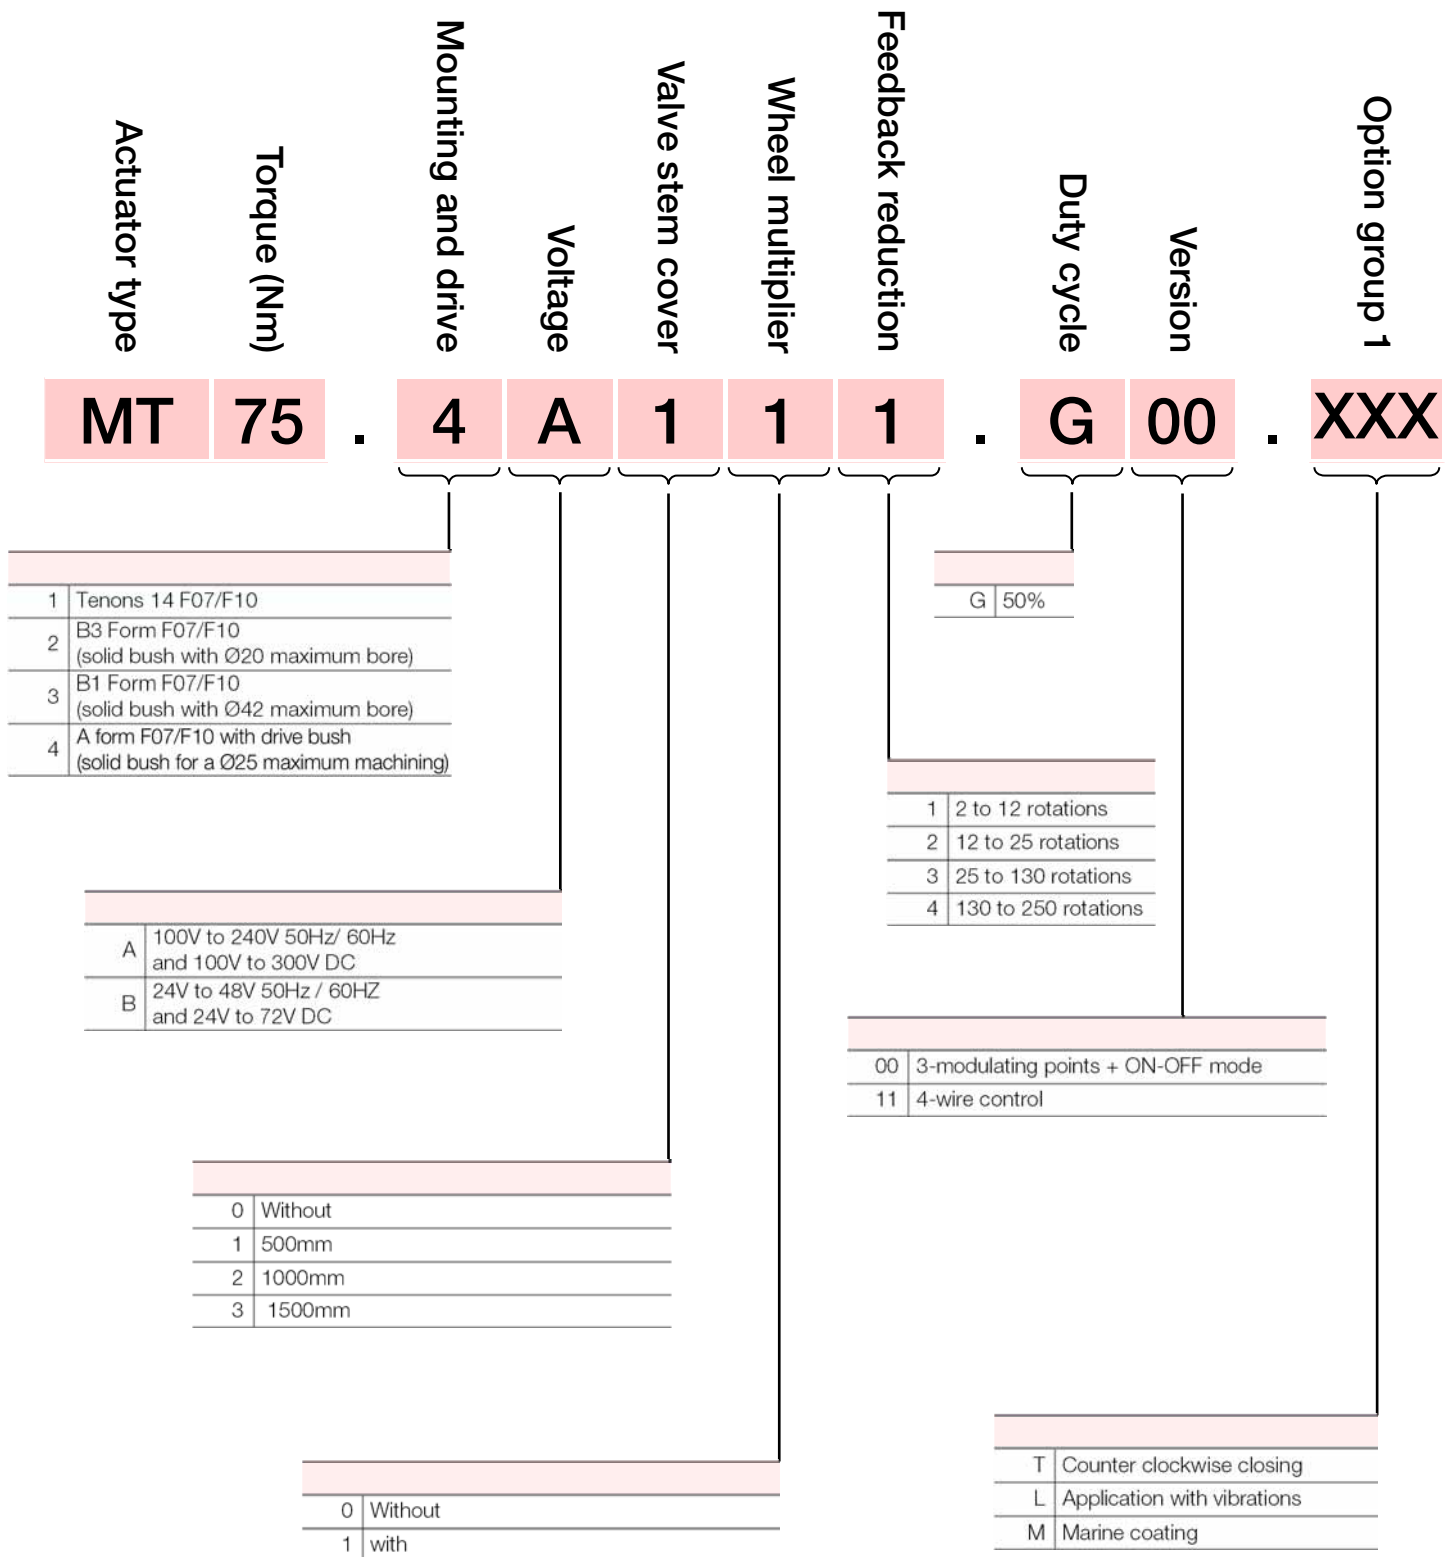 Actuator type
Torque (Nm)
Mounting and drive
Voltage
Valve stem cover
Wheel multiplier
Feedback reduction
Duty cycle
Version
Option group 1
MT 75 . 4 A 1 1 1 . G 00 . XXX
1 Tenons 14 F07/F10
2 B3 Form F07/F10
(solid bush with Ø20 maximum bore)
3 B1 Form F07/F10
(solid bush with Ø42 maximum bore)
4 A form F07/F10 with drive bush
(solid bush for a Ø25 maximum machining)
G 50%
1 2 to 12 rotations
2 12 to 25 rotations
3 25 to 130 rotations
4 130 to 250 rotations
A 100V to 240V 50Hz/ 60Hz
and 100V to 300V DC
B 24V to 48V 50Hz / 60HZ
and 24V to 72V DC
00 3-modulating points + ON-OFF mode
11 4-wire control
0 Without
1 500mm
2 1000mm
3 1500mm
0 Without
1 with
T Counter clockwise closing
L Application with vibrations
M Marine coating